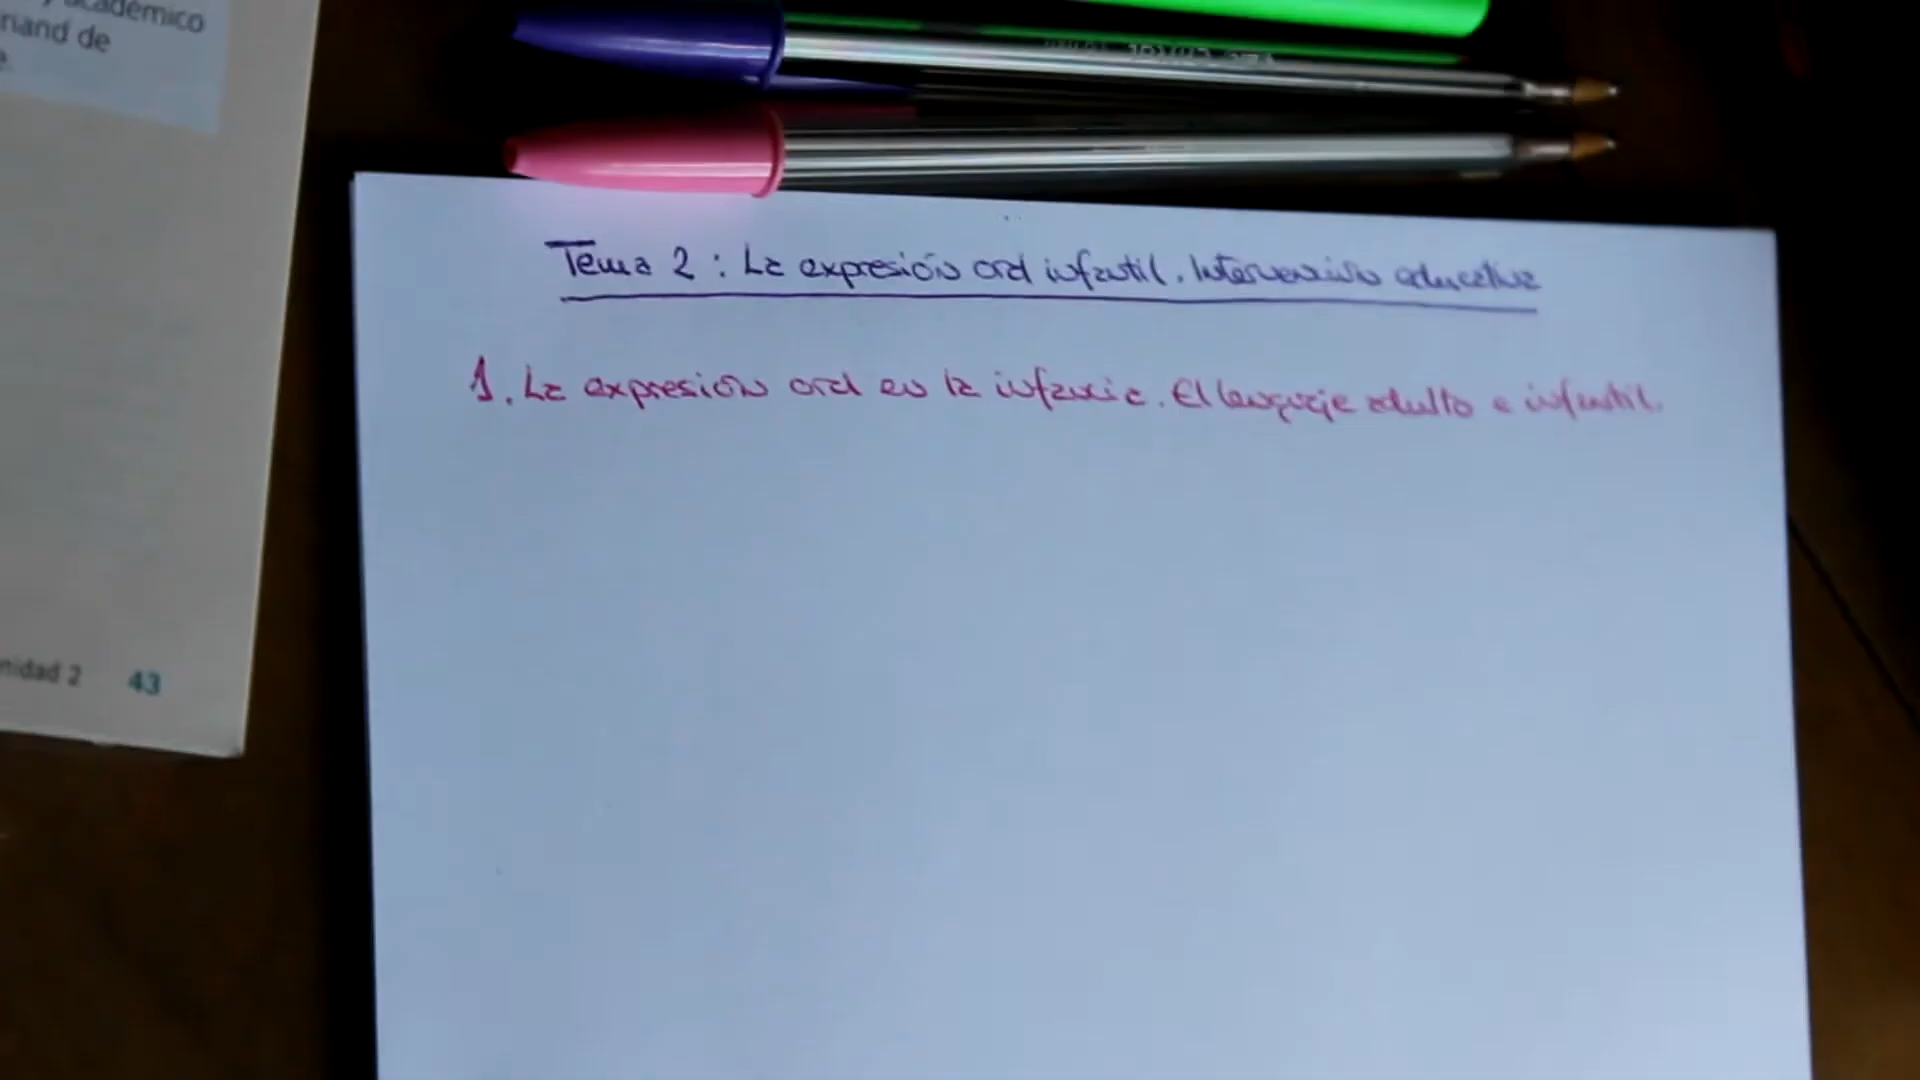 académico
nand de
Tema 2 : La expresión oral infantil. Intervención educativa
1. La expresión oral en la infancia. El lenguaje adulto e infantil.
nidad 2 43